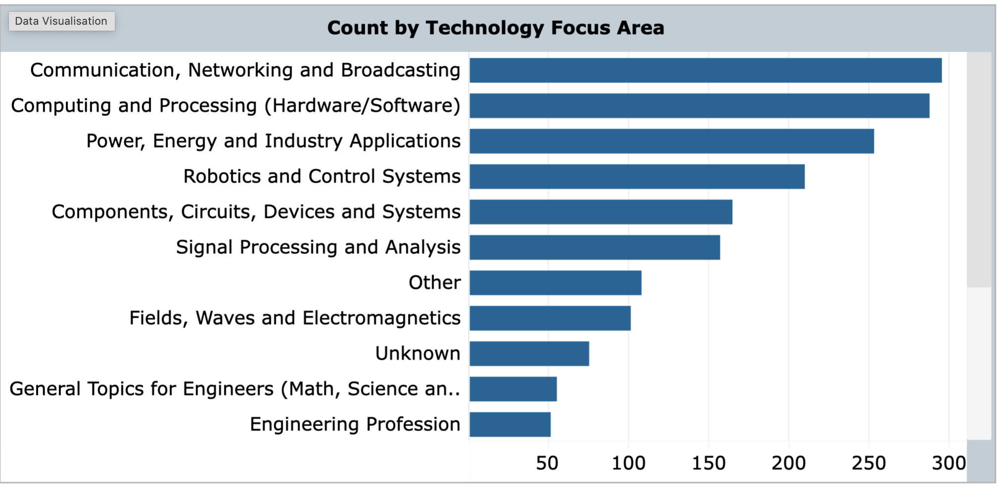 Data Visualisation
Count by Technology Focus Area
Communication, Networking and Broadcasting
Computing and Processing (Hardware/Software)
Power, Energy and Industry Applications
Robotics and Control Systems
Components, Circuits, Devices and Systems
Signal Processing and Analysis
Other
Fields, Waves and Electromagnetics
Unknown
General Topics for Engineers (Math, Science an..
Engineering Profession
50 100 150 200 250 300